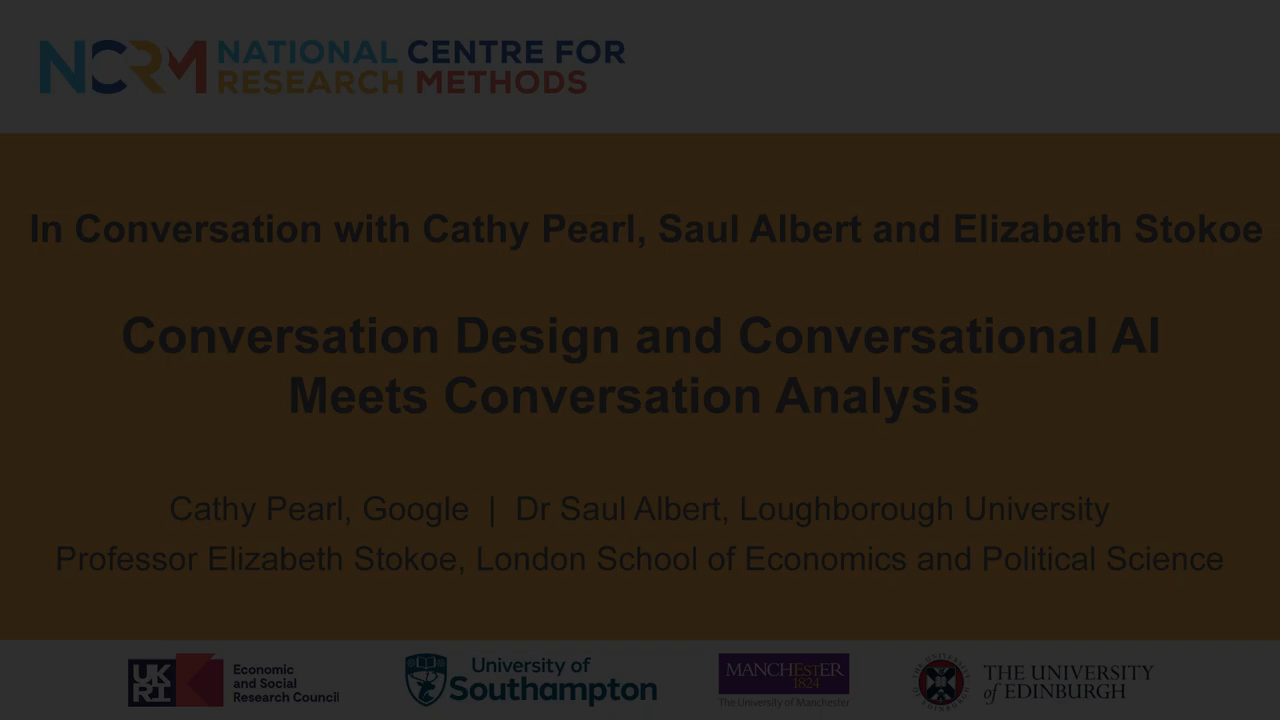 NCRM NATIONAL CENTRE FOR
RESEARCH METHODS
In Conversation with Cathy Pearl, Saul Albert and Elizabeth Stokoe
Conversation Design and Conversational AI
Meets Conversation Analysis
Cathy Pearl, Google | Dr Saul Albert, Loughborough University
Professor Elizabeth Stokoe, London School of Economics and Political Science
UK
RI
Economic
and Social
Research Council
University of
Southampton
MANCHESTER
1824
The University of Manchester
THE UNIVERSITY
of EDINBURGH